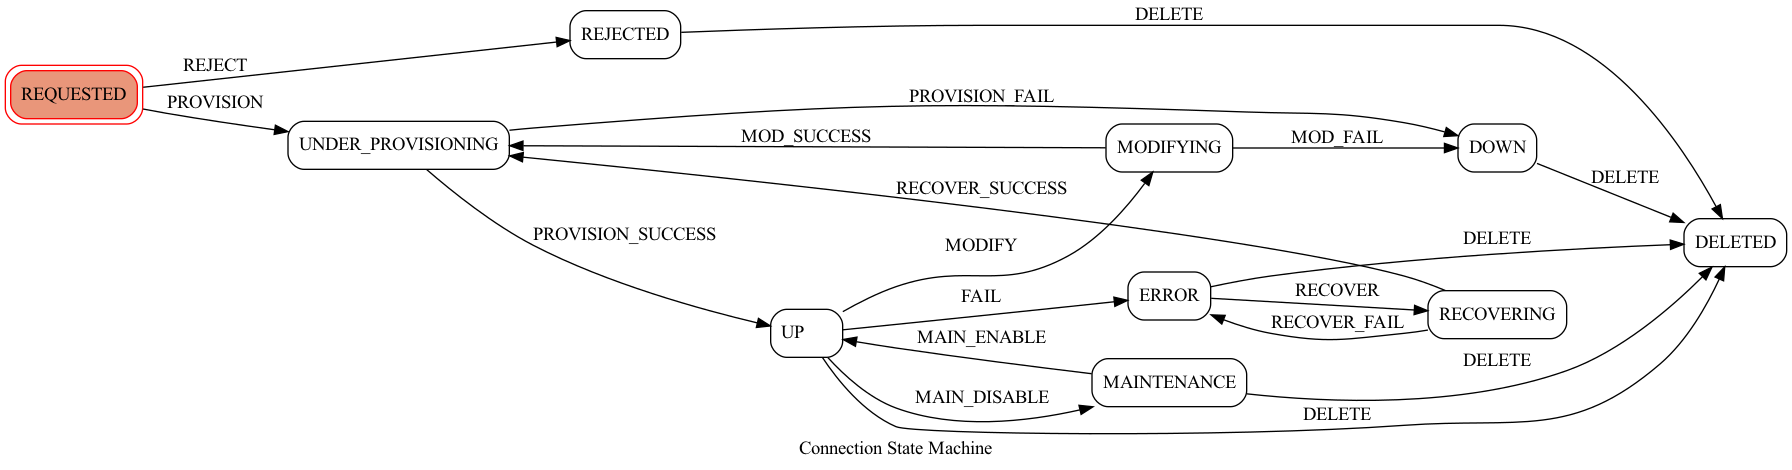 DELETE
REJECTED
REJECT
REQUESTED
PROVISION
PROVISION_FAIL
UNDER_PROVISIONING
MOD_SUCCESS
MODIFYING
MOD_FAIL
DOWN
DELETE
RECOVER_SUCCESS
PROVISION_SUCCESS
MODIFY
DELETE
DELETED
FAIL
ERROR
RECOVER
RECOVERING
RECOVER_FAIL
UP
MAIN_ENABLE
MAINTENANCE
DELETE
MAIN_DISABLE
DELETE
Connection State Machine